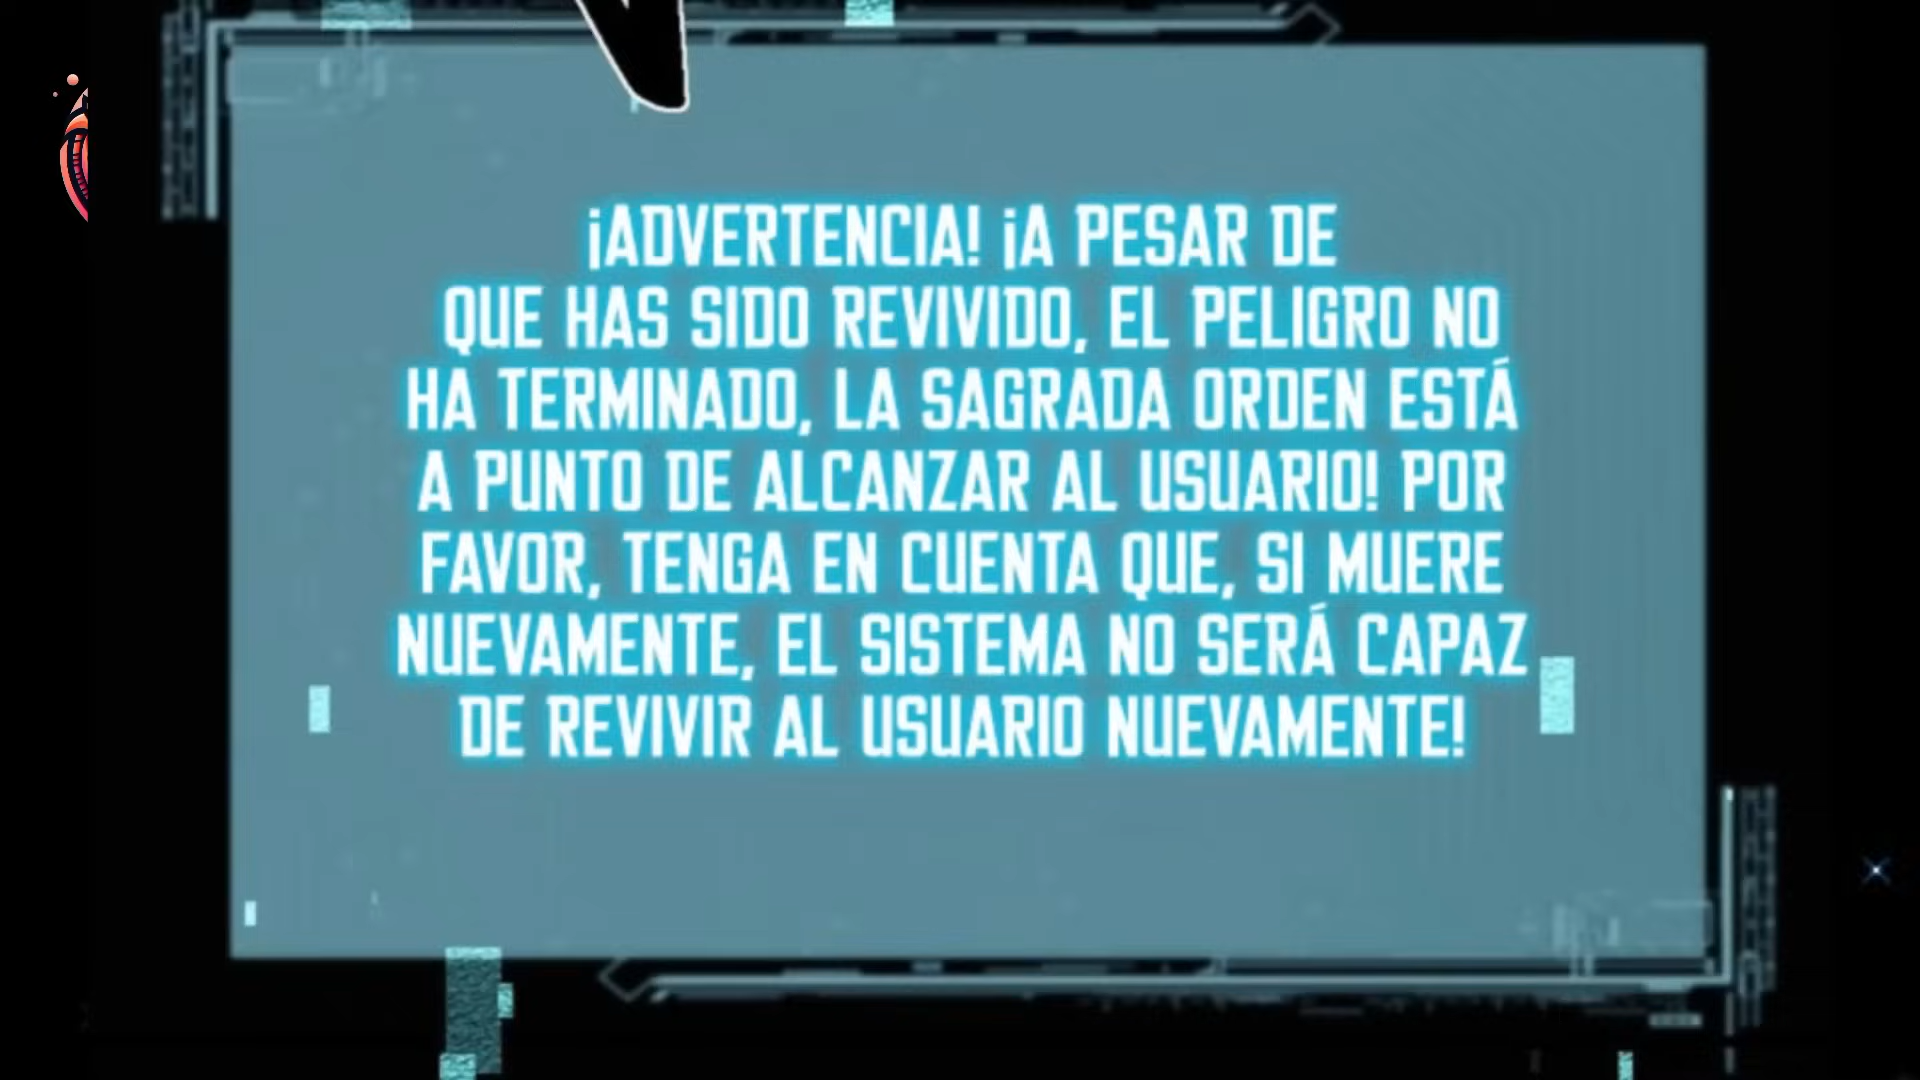 ¡ADVERTENCIA! ¡A PESAR DE
QUE HAS SIDO REVIVIDO, EL PELIGRO NO
HA TERMINADO, LA SAGRADA ORDEN ESTÁ
A PUNTO DE ALCANZAR AL USUARIO! POR
FAVOR, TENGA EN CUENTA QUE, SI MUERE
NUEVAMENTE, EL SISTEMA NO SERÁ CAPAZ
DE REVIVIR AL USUARIO NUEVAMENTE!